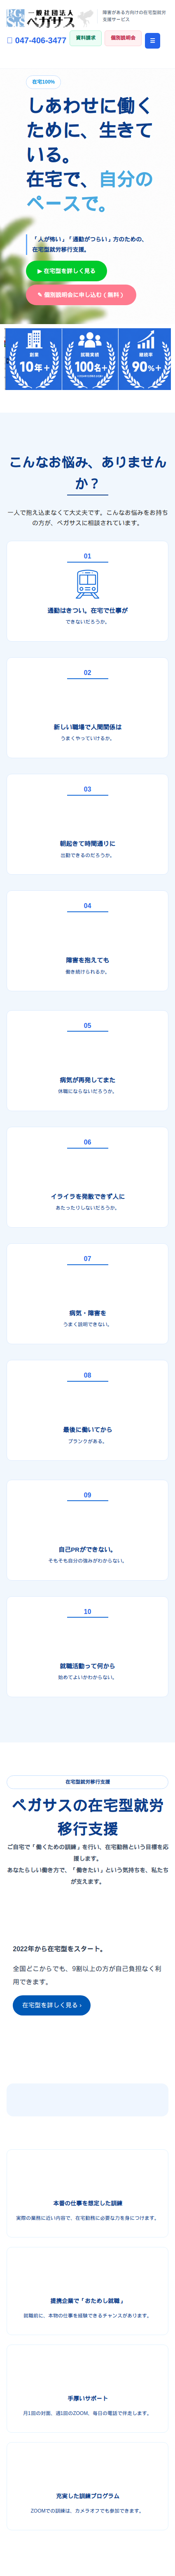 一般社団法人
ペガサス
障害がある方向けの在宅型就労
支援サービス
047-406-3477
資料請求
個別説明会
在宅100%
しあわせに働く
ために、生きて
いる。
在宅で、自分の
ペースで。
「人が怖い」「通勤がつらい」方のための、
在宅型就労移行支援。
▶ 在宅型を詳しく見る
✎ 個別説明会に申し込む（無料）
創業
10年+
就職実績
100名+
継続率
90%+
こんなお悩み、ありません
か？
一人で抱え込まなくて大丈夫です。こんなお悩みをお持ち
の方が、ペガサスに相談されています。
01
通勤はきつい。在宅で仕事が
できないだろうか。
02
新しい職場で人間関係は
うまくやっていけるか。
03
朝起きて時間通りに
出勤できるのだろうか。
04
障害を抱えても
働き続けられるか。
05
病気が再発してまた
休職にならないだろうか。
06
イライラを発散できず人に
あたったりしないだろうか。
07
病気・障害を
うまく説明できない。
08
最後に働いてから
ブランクがある。
09
自己PRができない。
そもそも自分の強みがわからない。
10
就職活動って何から
始めてよいかわからない。
在宅型就労移行支援
ペガサスの在宅型就労
移行支援
ご自宅で「働くための訓練」を行い、在宅勤務という目標を応
援します。
あなたらしい働き方で、「働きたい」という気持ちを、私たち
が支えます。
2022年から在宅型をスタート。
全国どこからでも、9割以上の方が自己負担なく利
用できます。
在宅型を詳しく見る ›
本番の仕事を想定した訓練
実際の業務に近い内容で、在宅勤務に必要な力を身につけます。
提携企業で「おためし就職」
就職前に、本物の仕事を経験できるチャンスがあります。
手厚いサポート
月1回の対面、週1回のZOOM、毎日の電話で伴走します。
充実した訓練プログラム
ZOOMでの訓練は、カメラオフでも参加できます。